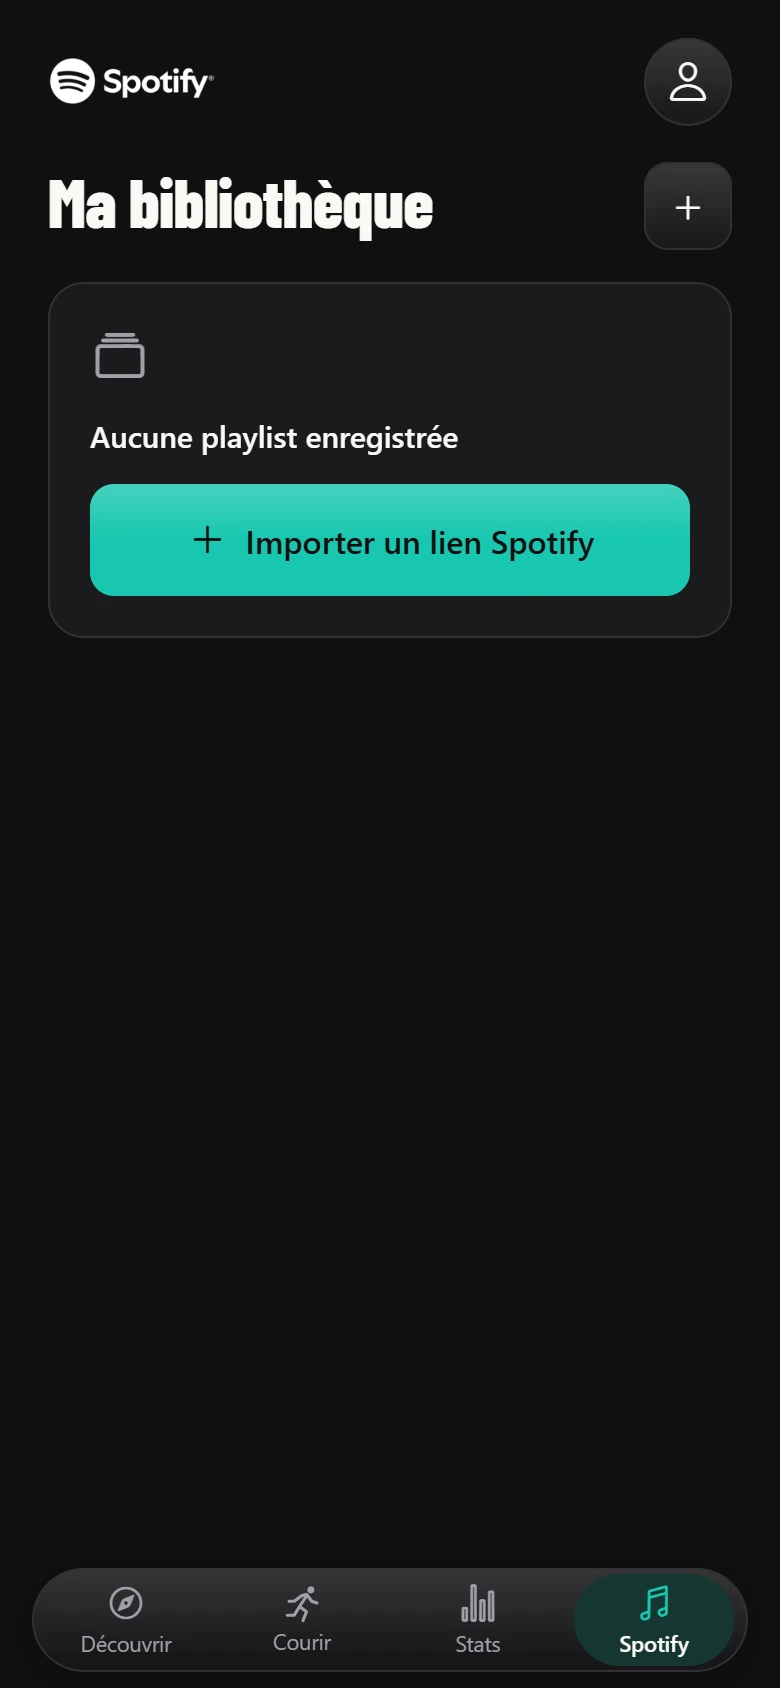 Spotify®
Ma bibliothèque
Aucune playlist enregistrée
Importer un lien Spotify
Découvrir
Courir
Stats
Spotify